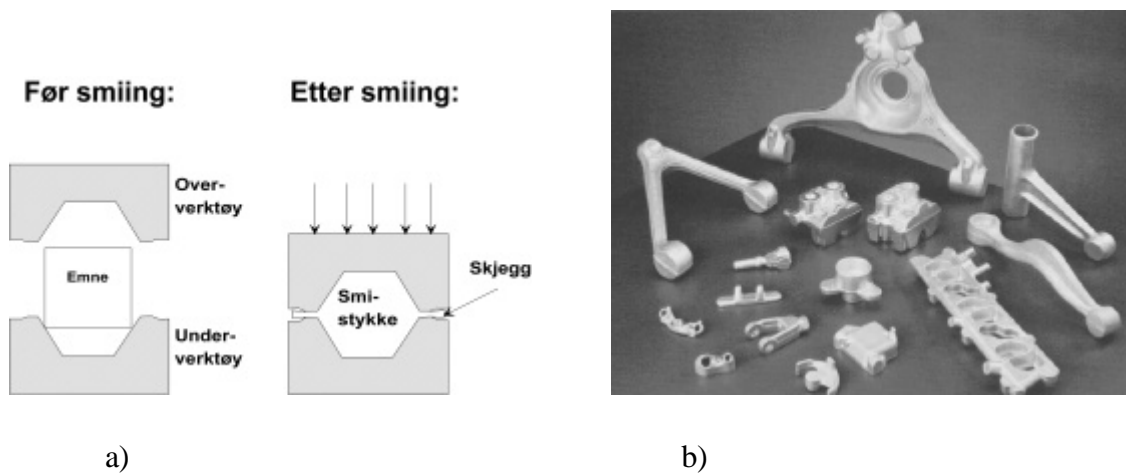 Før smiing:
Etter smiing:
Over-
verktøy
Emne
Under-
verktøy
Smi-
stykke
Skjegg
a)
b)